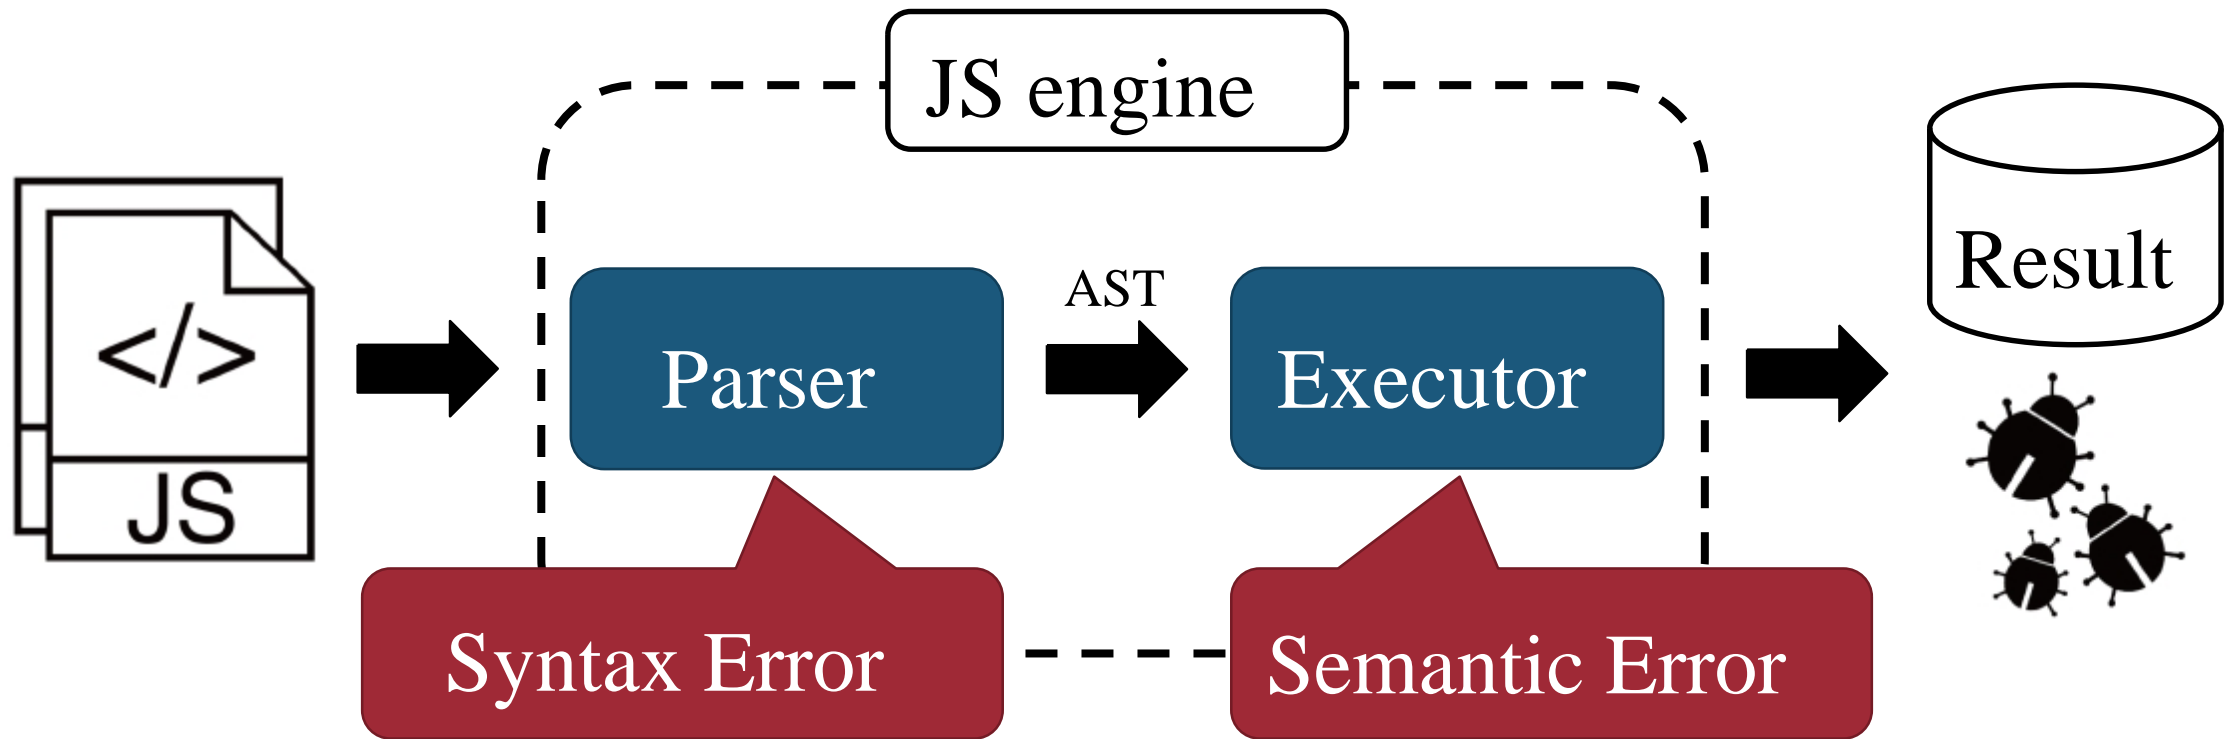 JS engine
</>
JS
Parser
AST
Executor
Result
Syntax Error
Semantic Error